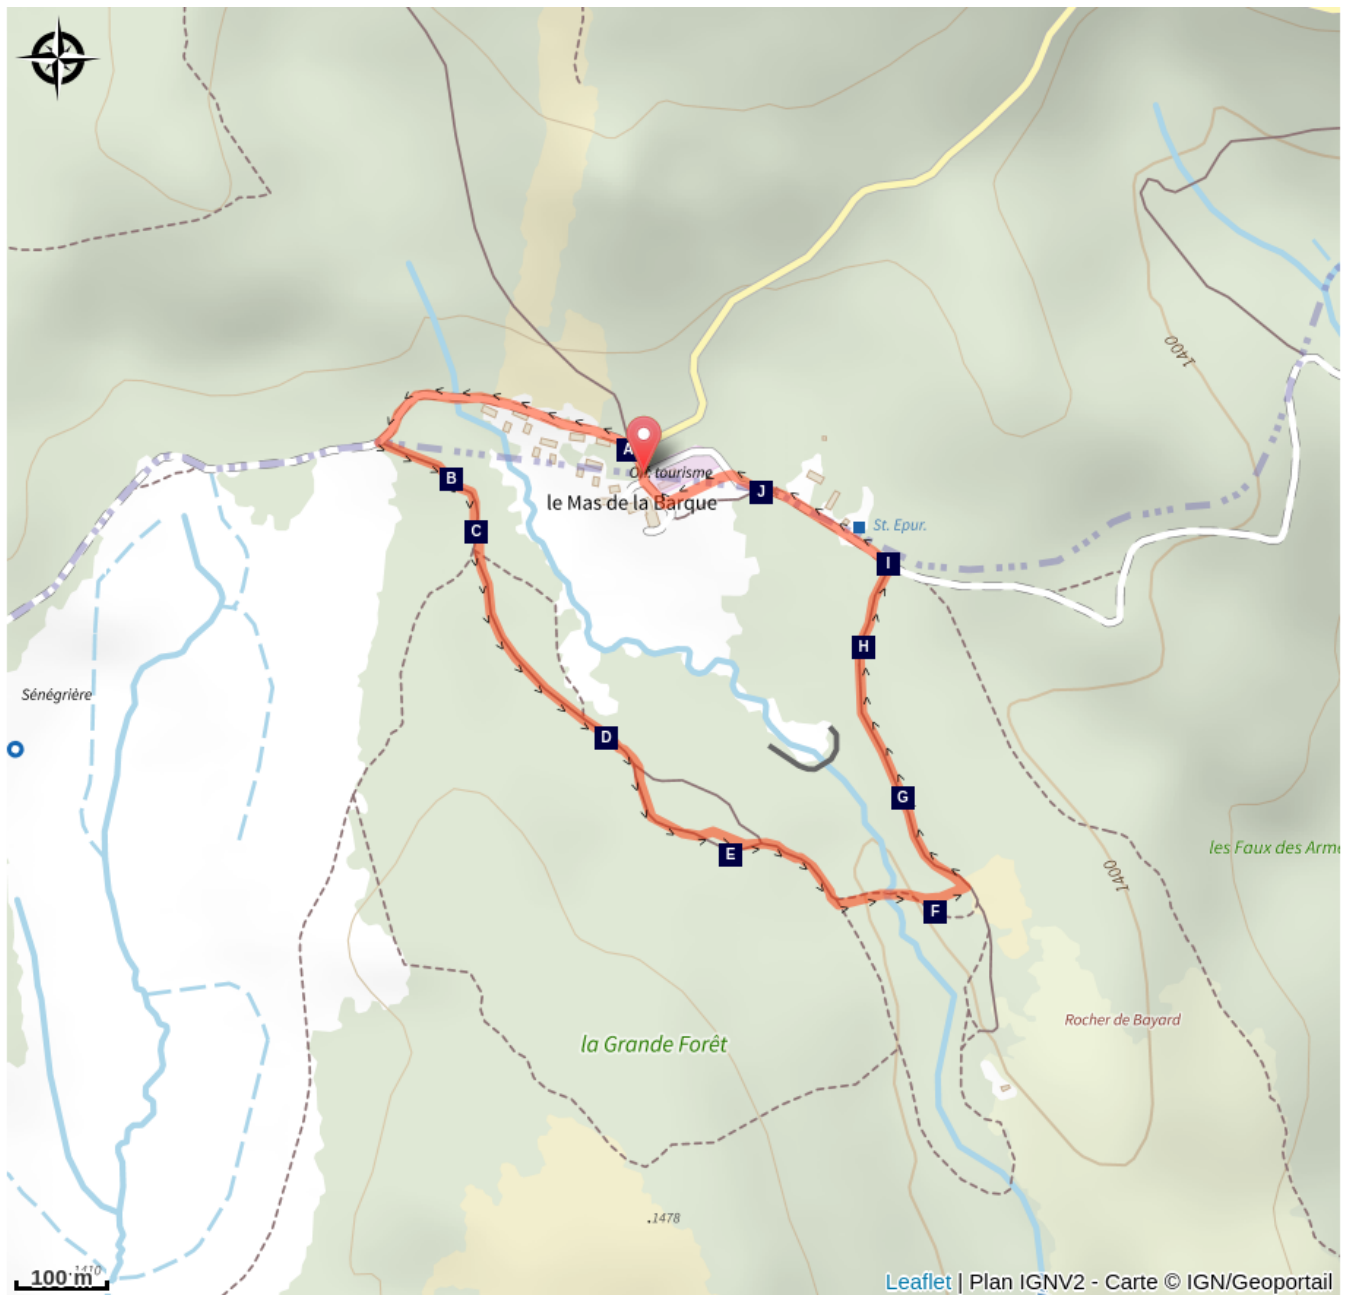 1400
A
Off. tourisme
B
J
le Mas de la Barque
St. Epur.
C
I
H
Sénégrière
D
G
les Faux des Arme
E
1400
F
Rocher de Bayard
la Grande Forêt
.1478
.1410
100 m
Leaflet | Plan IGNV2 - Carte © IGN/Geoportail